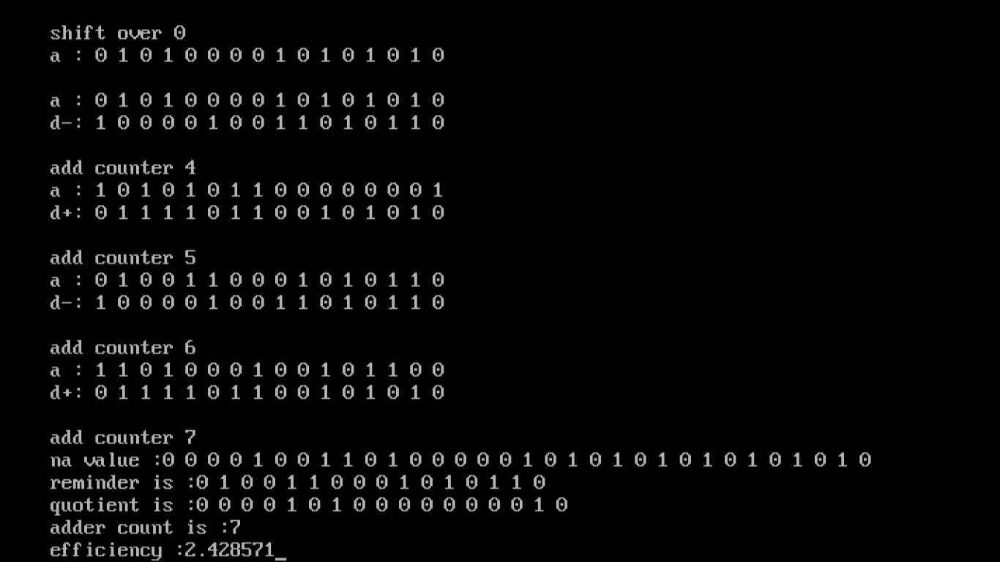 shift over 0
a : 0 1 0 1 0 0 0 0 1 0 1 0 1 0 1 0
a : 0 1 0 1 0 0 0 0 1 0 1 0 1 0 1 0
d-: 1 0 0 0 0 1 0 0 1 1 0 1 0 1 1 0
add counter 4
a : 1 0 1 0 1 0 1 1 0 0 0 0 0 0 0 1
d+: 0 1 1 1 1 0 1 1 0 0 1 0 1 0 1 0
add counter 5
a : 0 1 0 0 1 1 0 0 0 1 0 1 0 1 1 0
d-: 1 0 0 0 0 1 0 0 1 1 0 1 0 1 1 0
add counter 6
a : 1 1 0 1 0 0 0 1 0 0 1 0 1 1 0 0
d+: 0 1 1 1 1 0 1 1 0 0 1 0 1 0 1 0
add counter 7
na value :0 0 0 0 1 0 0 1 1 0 1 0 0 0 0 0 1 0 1 0 1 0 1 0 1 0 1 0 1 0 1 0
reminder is :0 1 0 0 1 1 0 0 0 1 0 1 0 1 1 0
quotient is :0 0 0 0 1 0 1 0 0 0 0 0 0 0 0 1 0
adder count is :7
efficiency :2.428571_